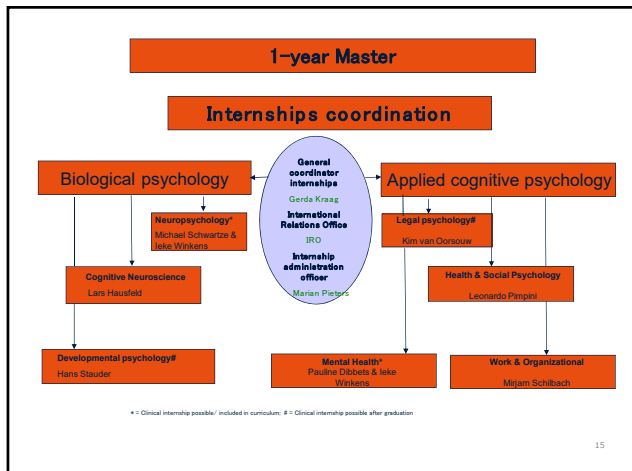 1-year Master
Internships coordination
General
coordinator
internships
Gerda Kraag
International
Relations Office
IRO
Internship
administration
officer
Marian Pieters
Biological psychology
Neuropsychology*
Michael Schwartze &
Ieke Winkens
Cognitive Neuroscience
Lars Hausfeld
Developmental psychology#
Hans Stauder
Applied cognitive psychology
Legal psychology#
Kim van Oorsouw
Health & Social Psychology
Leonardo Pimpini
Mental Health*
Pauline Dibbets & Ieke
Winkens
Work & Organizational
Mirjam Schilbach
* = Clinical internship possible/ included in curriculum; # = Clinical internship possible after graduation
15